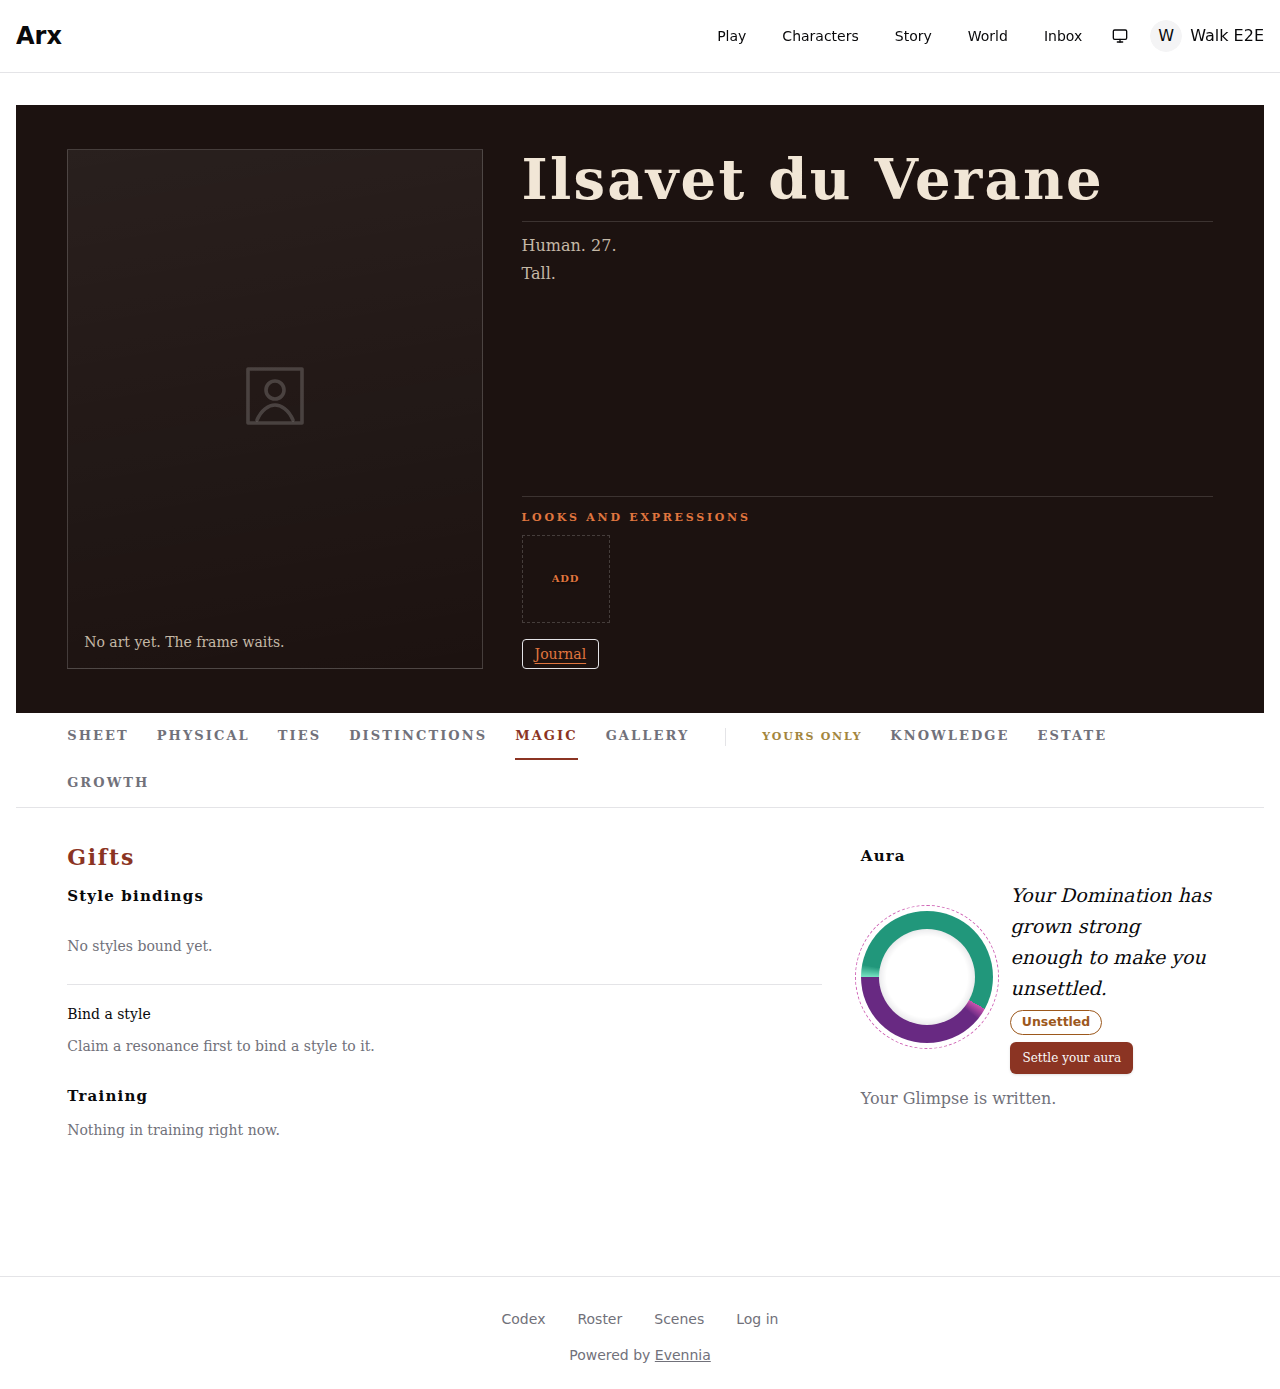 Arx
Play Characters Story World Inbox W Walk E2E
Ilsavet du Verane
Human. 27.
Tall.
LOOKS AND EXPRESSIONS
ADD
No art yet. The frame waits.
Journal
SHEET PHYSICAL TIES DISTINCTIONS MAGIC GALLERY YOURS ONLY KNOWLEDGE ESTATE
GROWTH
Gifts
Style bindings
No styles bound yet.
Bind a style
Claim a resonance first to bind a style to it.
Training
Nothing in training right now.
Aura
Your Domination has
grown strong
enough to make you
unsettled.
Unsettled
Settle your aura
Your Glimpse is written.
Codex Roster Scenes Log in
Powered by Evennia